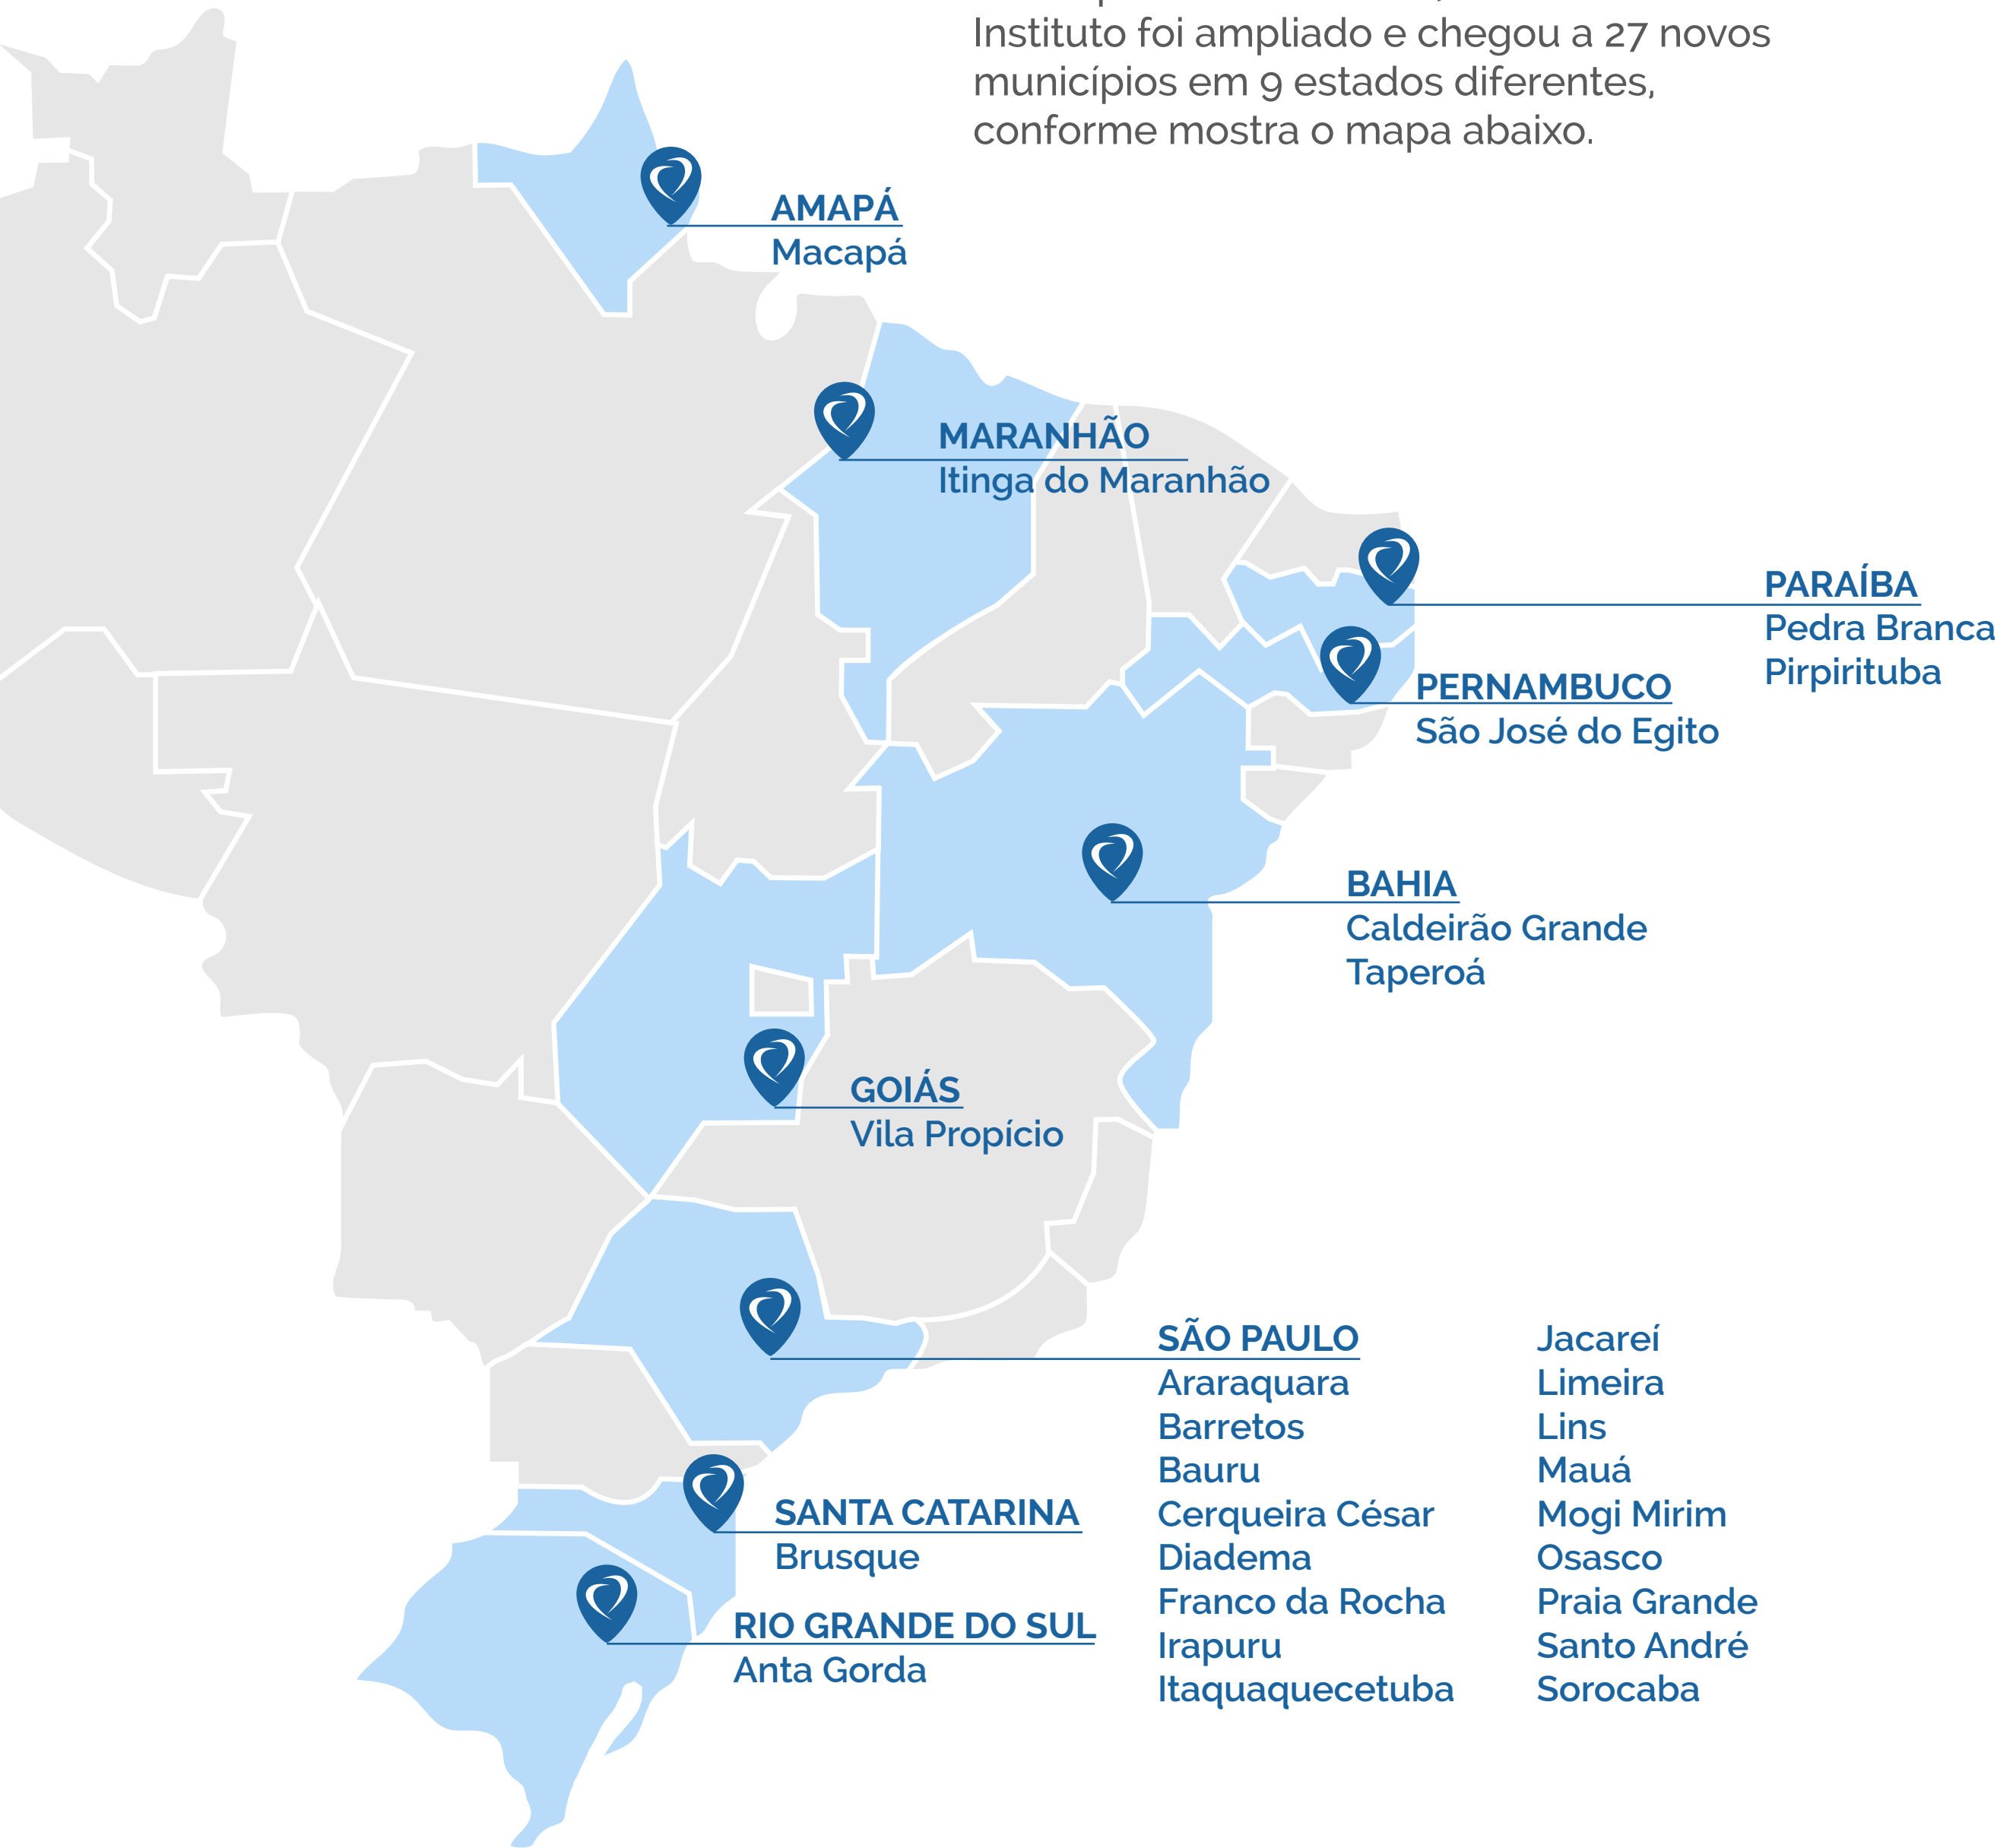 Instituto foi ampliado e chegou a 27 novos
municípios em 9 estados diferentes,
conforme mostra o mapa abaixo.
AMAPÁ
Macapá
MARANHÃO
Itinga do Maranhão
PARAÍBA
Pedra Branca
Pirpirituba
PERNAMBUCO
São José do Egito
BAHIA
Caldeirão Grande
Taperoá
GOIÁS
Vila Propício
SÃO PAULO
Araraquara
Barretos
Bauru
Cerqueira César
Diadema
Franco da Rocha
Irapuru
Itaquaquecetuba
Jacareí
Limeira
Lins
Mauá
Mogi Mirim
Osasco
Praia Grande
Santo André
Sorocaba
SANTA CATARINA
Brusque
RIO GRANDE DO SUL
Anta Gorda